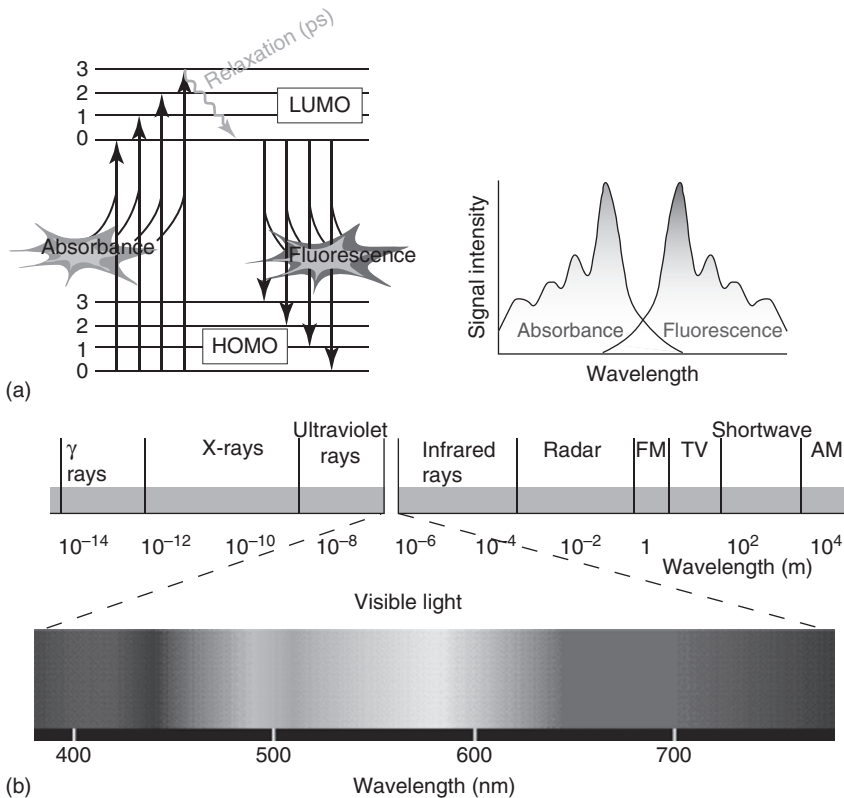 Relaxation (ps)
3
2
1
0
LUMO
Absorbance
Fluorescence
3
2
1
0
HOMO
Signal intensity
Absorbance
Fluorescence
Wavelength
(a)
γ rays
X-rays
Ultraviolet rays
Infrared rays
Radar
FM
TV
Shortwave
AM
10⁻¹⁴ 10⁻¹² 10⁻¹⁰ 10⁻⁸ 10⁻⁶ 10⁻⁴ 10⁻² 1 10² 10⁴
Wavelength (m)
Visible light
400 500 600 700
(b)
Wavelength (nm)